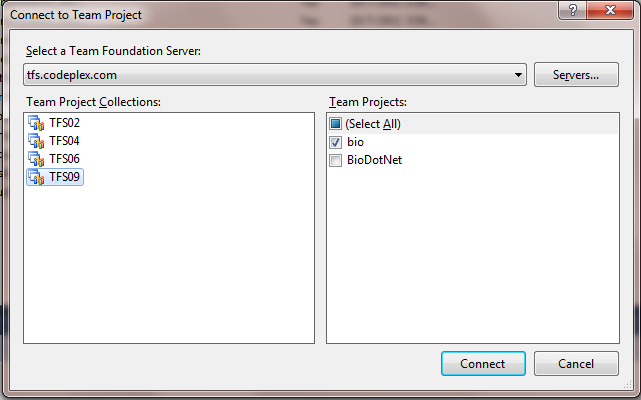 Connect to Team Project
Select a Team Foundation Server:
tfs.codeplex.com
Servers...
Team Project Collections:
Team Projects:
TFS02
TFS04
TFS06
TFS09
(Select All)
bio
BioDotNet
Connect
Cancel